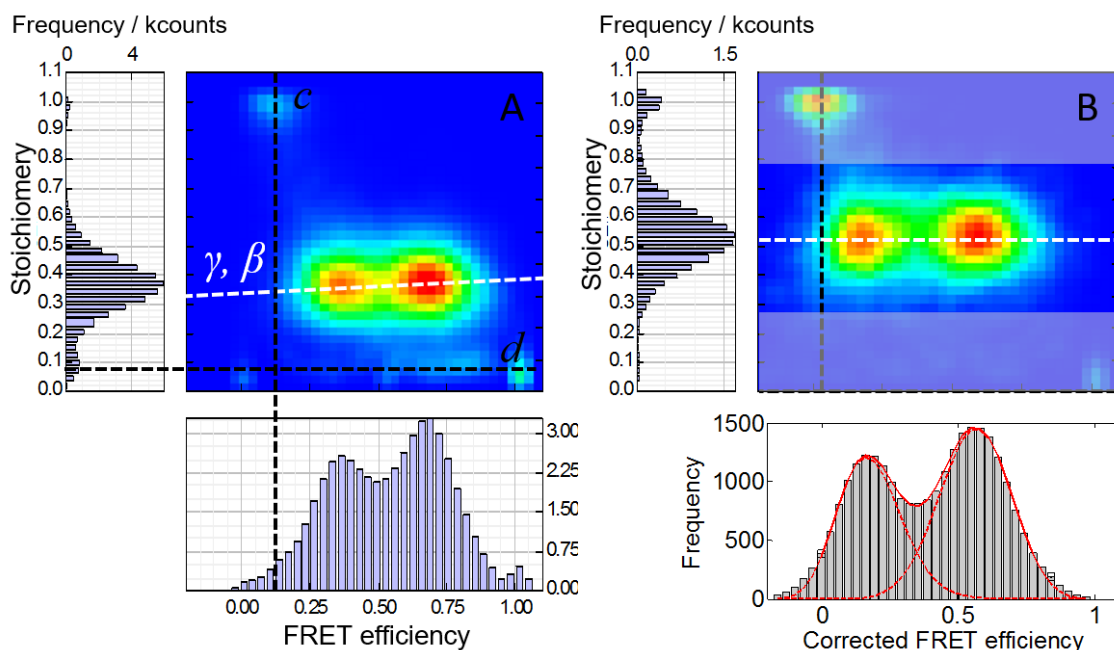 Frequency / kcounts
0 4
1.1
1.0
0.9
0.8
0.7
0.6
0.5
0.4
0.3
0.2
0.1
0.0
Stoichiomery
A
c
γ, β
d
3.00
2.25
1.50
0.75
0.00
0.00 0.25 0.50 0.75 1.00
FRET efficiency
Frequency / kcounts
0.0 1.5
1.1
1.0
0.9
0.8
0.7
0.6
0.5
0.4
0.3
0.2
0.1
0.0
Stoichiomery
B
1500
1000
500
0
Frequency
0 0.5 1
Corrected FRET efficiency